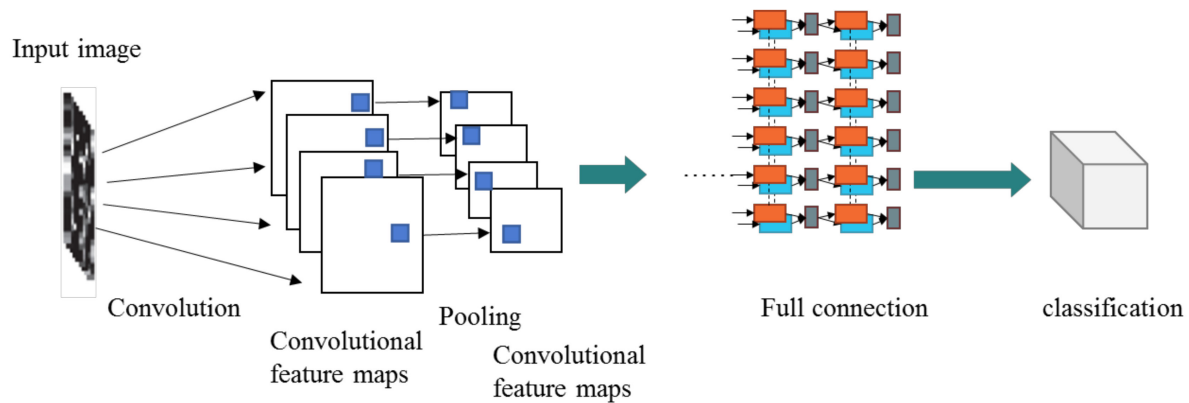 Input image
Convolution
Convolutional
feature maps
Pooling
Convolutional
feature maps
Full connection
classification